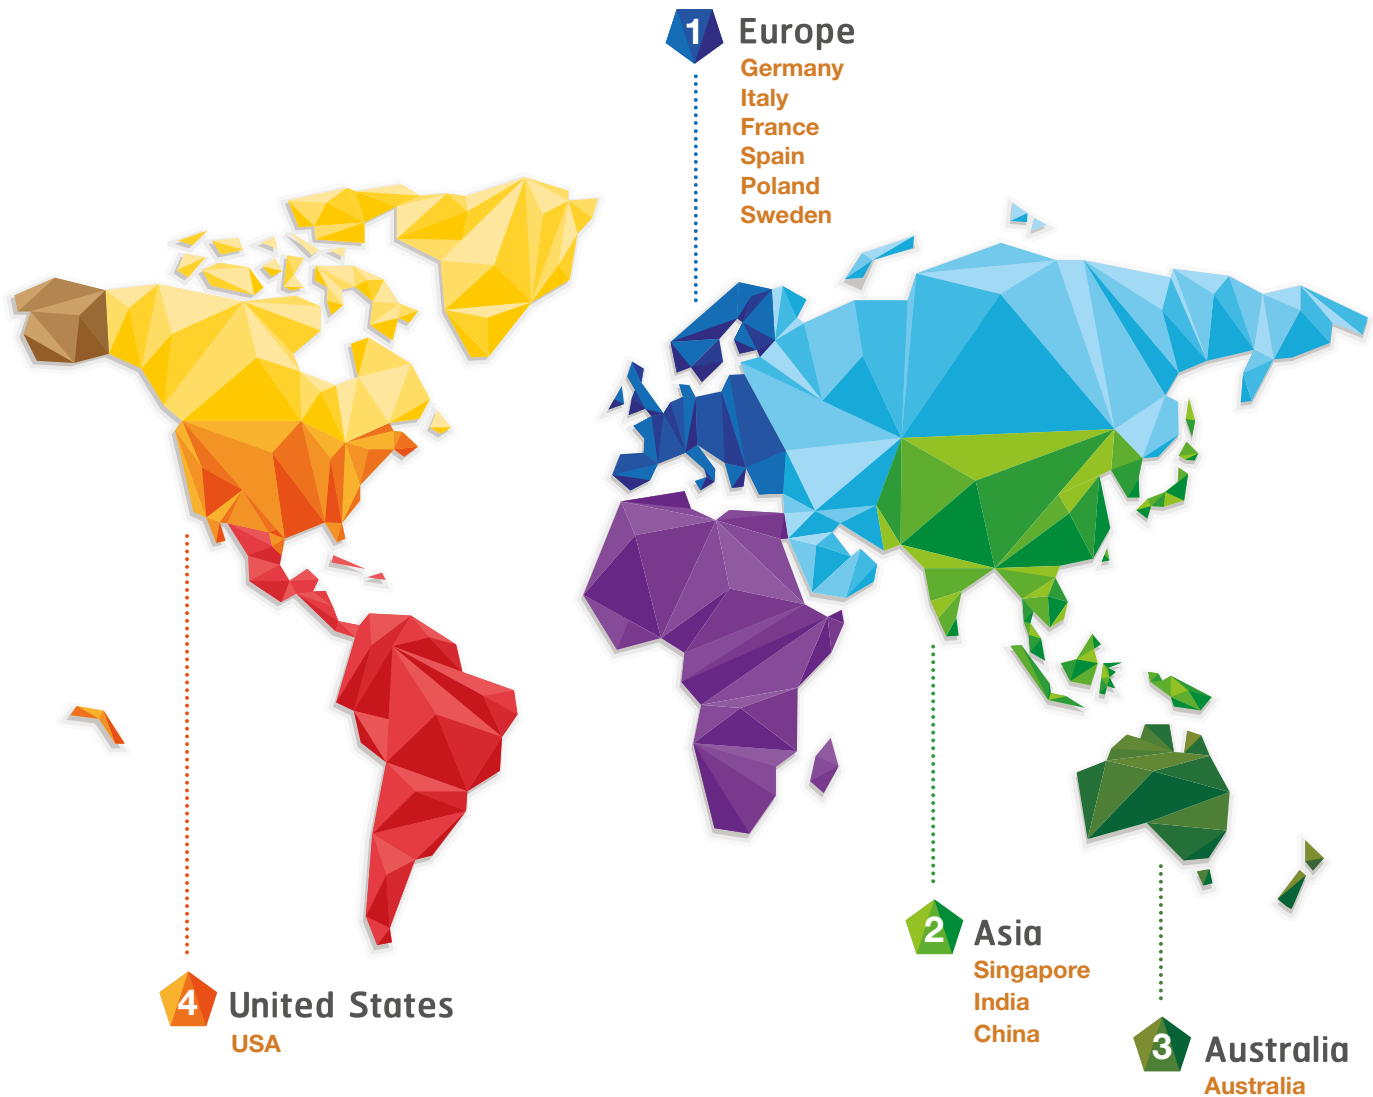 1 Europe
Germany
Italy
France
Spain
Poland
Sweden
2 Asia
Singapore
India
China
4 United States
USA
3 Australia
Australia